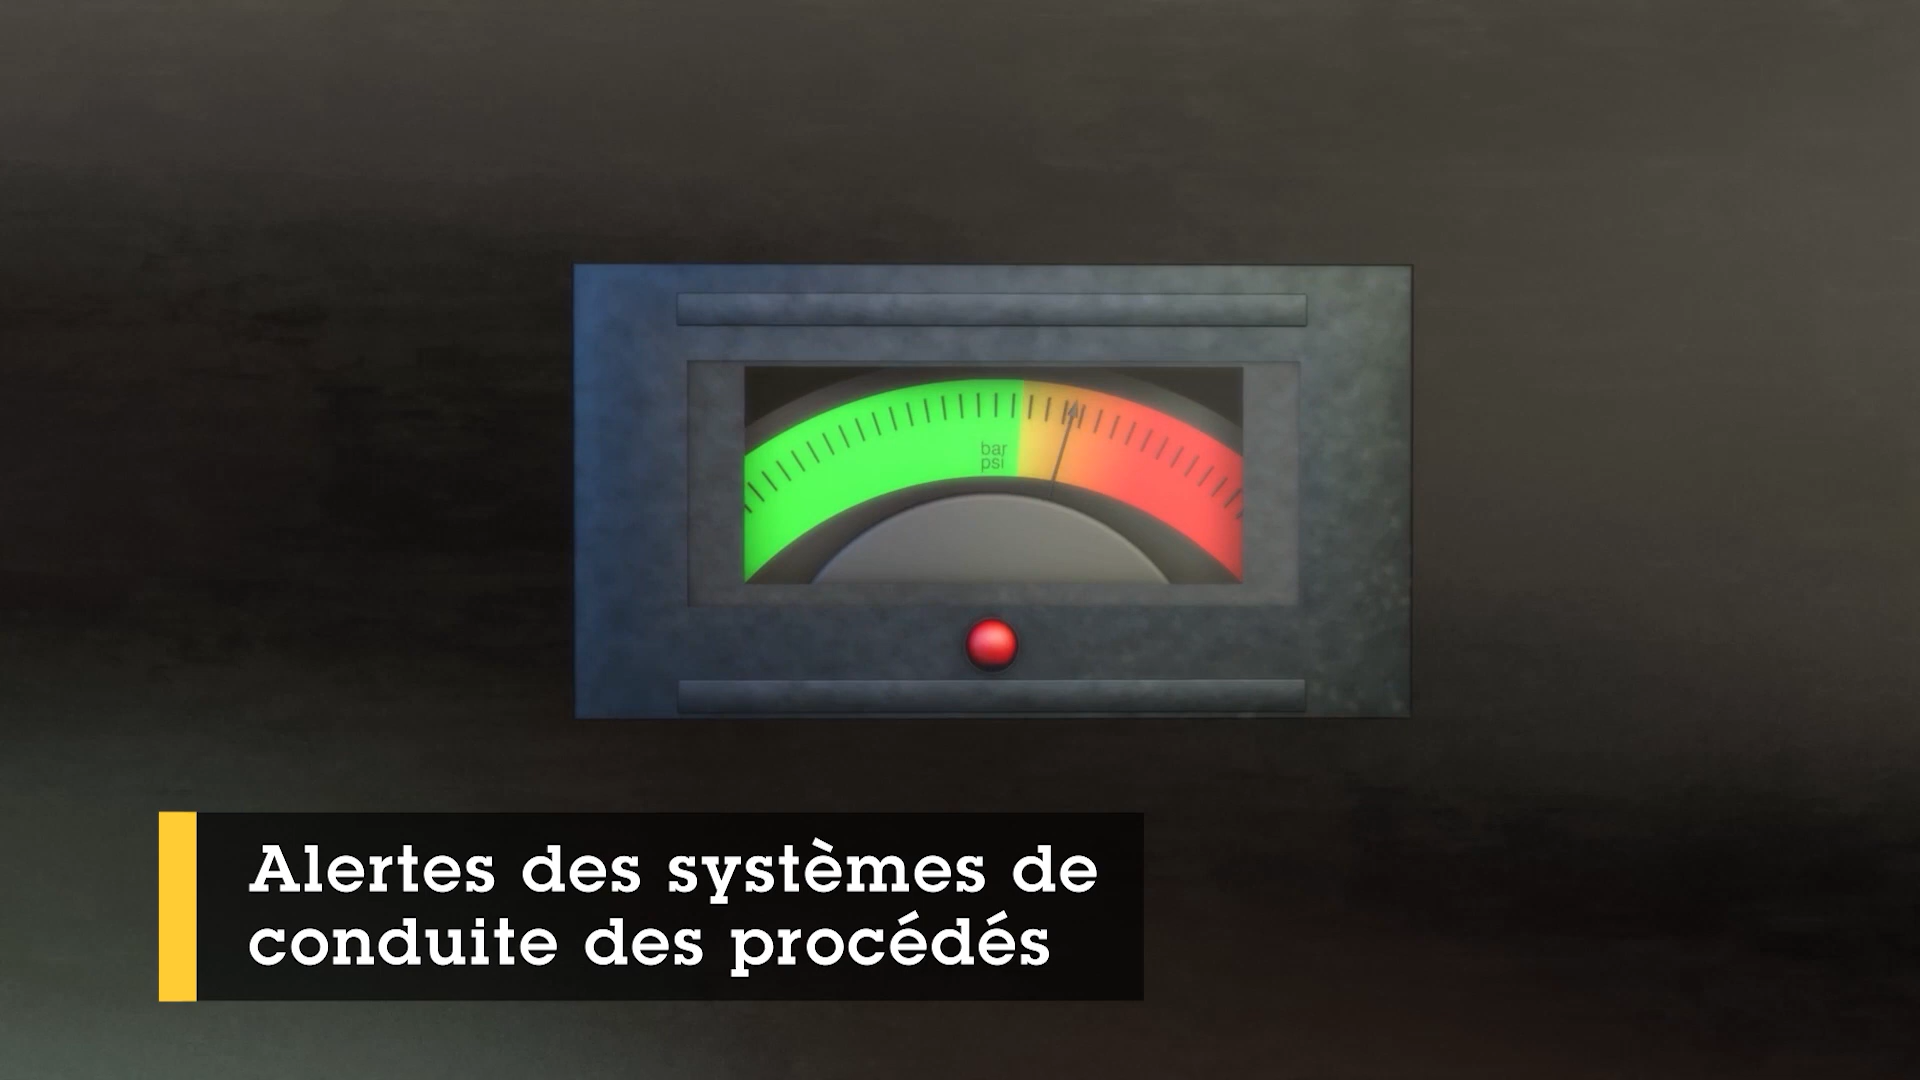 bar
psi
Alertes des systèmes de
conduite des procédés